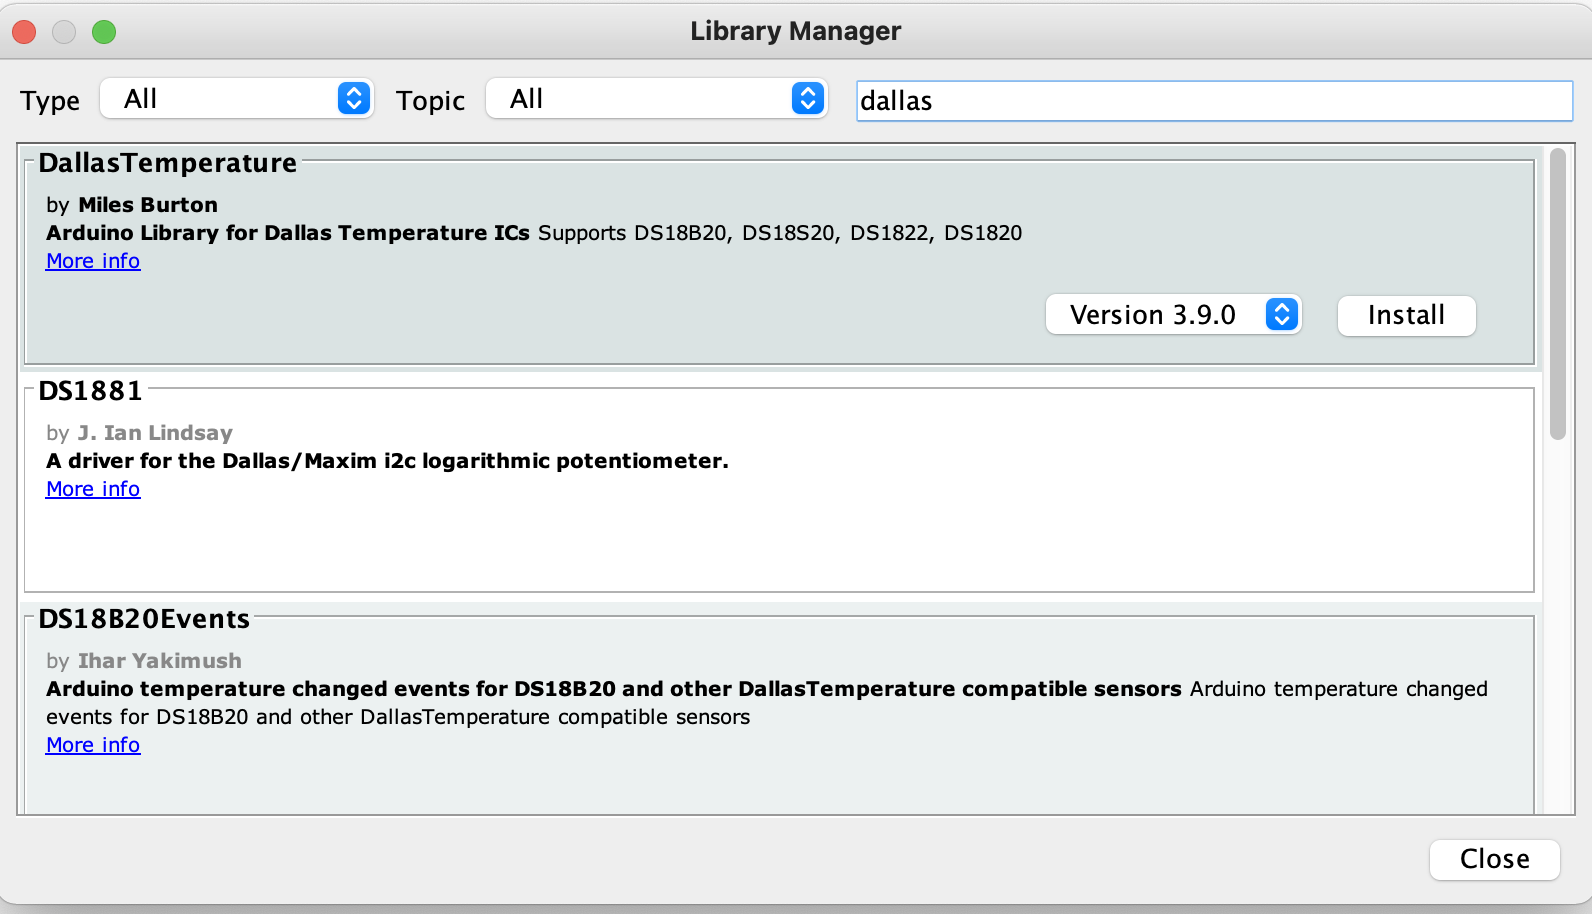 Library Manager
Type All Topic All dallas
DallasTemperature
by Miles Burton
Arduino Library for Dallas Temperature ICs Supports DS18B20, DS18S20, DS1822, DS1820
More info
Version 3.9.0 Install
DS1881
by J. Ian Lindsay
A driver for the Dallas/Maxim i2c logarithmic potentiometer.
More info
DS18B20Events
by Ihar Yakimush
Arduino temperature changed events for DS18B20 and other DallasTemperature compatible sensors Arduino temperature changed
events for DS18B20 and other DallasTemperature compatible sensors
More info
Close